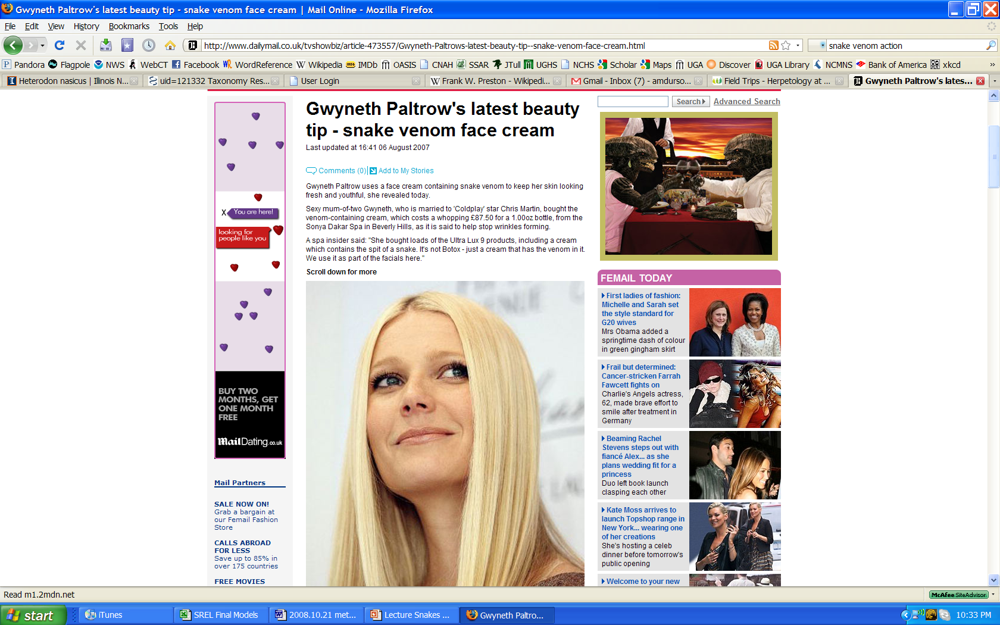 Gwyneth Paltrow's latest beauty tip - snake venom face cream | Mail Online - Mozilla Firefox
File Edit View History Bookmarks Tools Help
http://www.dailymail.co.uk/tvshowbiz/article-473557/Gwyneth-Paltrows-latest-beauty-tip--snake-venom-face-cream.html
snake venom action
Pandora Flagpole NWS WebCT Facebook WordReference Wikipedia IMDb OASIS CNAH SSAR JTull UGHS NCHS Scholar Maps UGA Discover UGA Library NCMNS Bank of America xkcd »
Heterodon nasicus | Illinois N... uid=121332 Taxonomy Res... User Login Frank W. Preston - Wikipedi... Gmail - Inbox (7) - amdurso... Field Trips - Herpetology at ... Gwyneth Paltrow's lates...
X You are here!
looking for
people like you
BUY TWO
MONTHS, GET
ONE MONTH
FREE
MailDating.co.uk
Mail Partners
SALE NOW ON!
Grab a bargain at
our Femail Fashion
Store
CALLS ABROAD
FOR LESS
Save up to 85% in
over 175 countries
FREE MOVIES
Gwyneth Paltrow's latest beauty
tip - snake venom face cream
Last updated at 16:41 06 August 2007
Comments (0) Add to My Stories
Gwyneth Paltrow uses a face cream containing snake venom to keep her skin looking
fresh and youthful, she revealed today.
Sexy mum-of-two Gwyneth, who is married to 'Coldplay' star Chris Martin, bought the
venom-containing cream, which costs a whopping £87.50 for a 1.00oz bottle, from the
Sonya Dakar Spa in Beverly Hills, as it is said to help stop wrinkles forming.
A spa insider said: "She bought loads of the Ultra Lux 9 products, including a cream
which contains the spit of a snake. It's not Botox - just a cream that has the venom in it.
We use it as part of the facials here."
Scroll down for more
Search Advanced Search
FEMAIL TODAY
First ladies of fashion:
Michelle and Sarah set
the style standard for
G20 wives
Mrs Obama added a
springtime dash of colour
in green gingham skirt
Frail but determined:
Cancer-stricken Farrah
Fawcett fights on
Charlie's Angels actress,
62, made brave effort to
smile after treatment in
Germany
Beaming Rachel
Stevens steps out with
fiancé Alex... as she
plans wedding fit for a
princess
Duo left book launch
clasping each other
Kate Moss arrives to
launch Topshop range in
New York... wearing one
of her creations
She's hosting a celeb
dinner before tomorrow's
public opening
Welcome to your new
Read m1.2mdn.net
McAfee SiteAdvisor
start iTunes SREL Final Models 2008.10.21 met... Lecture Snakes ... Gwyneth Paltro... 10:33 PM